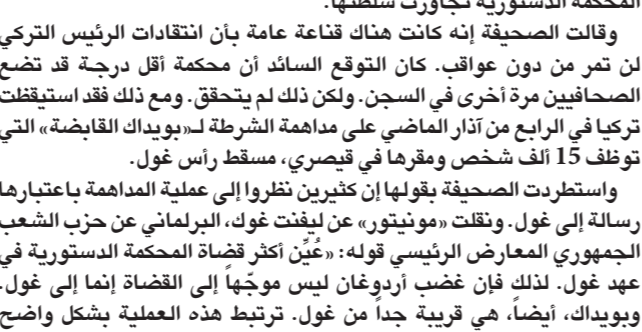 المحكمة الدستورية تجاوزت سلطتها.
وقالت الصحيفة إنه كانت هناك قناعة عامة بأن انتقادات الرئيس التركي
لن تمر من دون عواقب. كان التوقع السائد أن محكمة أقل درجة قد تضع
الصحافيين مرة أخرى في السجن. ولكن ذلك لم يتحقق. ومع ذلك فقد استيقظت
تركيا في الرابع من آذار الماضي على مداهمة الشرطة لـ«بويداك القابضة» التي
توظف 15 ألف شخص ومقرها في قيصري، مسقط رأس غول.
واستطردت الصحيفة بقولها إن كثيرين نظروا إلى عملية المداهمة باعتبارها
رسالة إلى غول. ونقلت «مونيتور» عن ليفنت غوك، البرلماني عن حزب الشعب
الجمهوري المعارض الرئيسي قوله: «عُيِّن أكثر قضاة المحكمة الدستورية في
عهد غول. لذلك فإن غضب أردوغان ليس موجّهاً إلى القضاة إنما إلى غول.
وبويداك، أيضاً، هي قريبة جداً من غول. ترتبط هذه العملية بشكل واضح